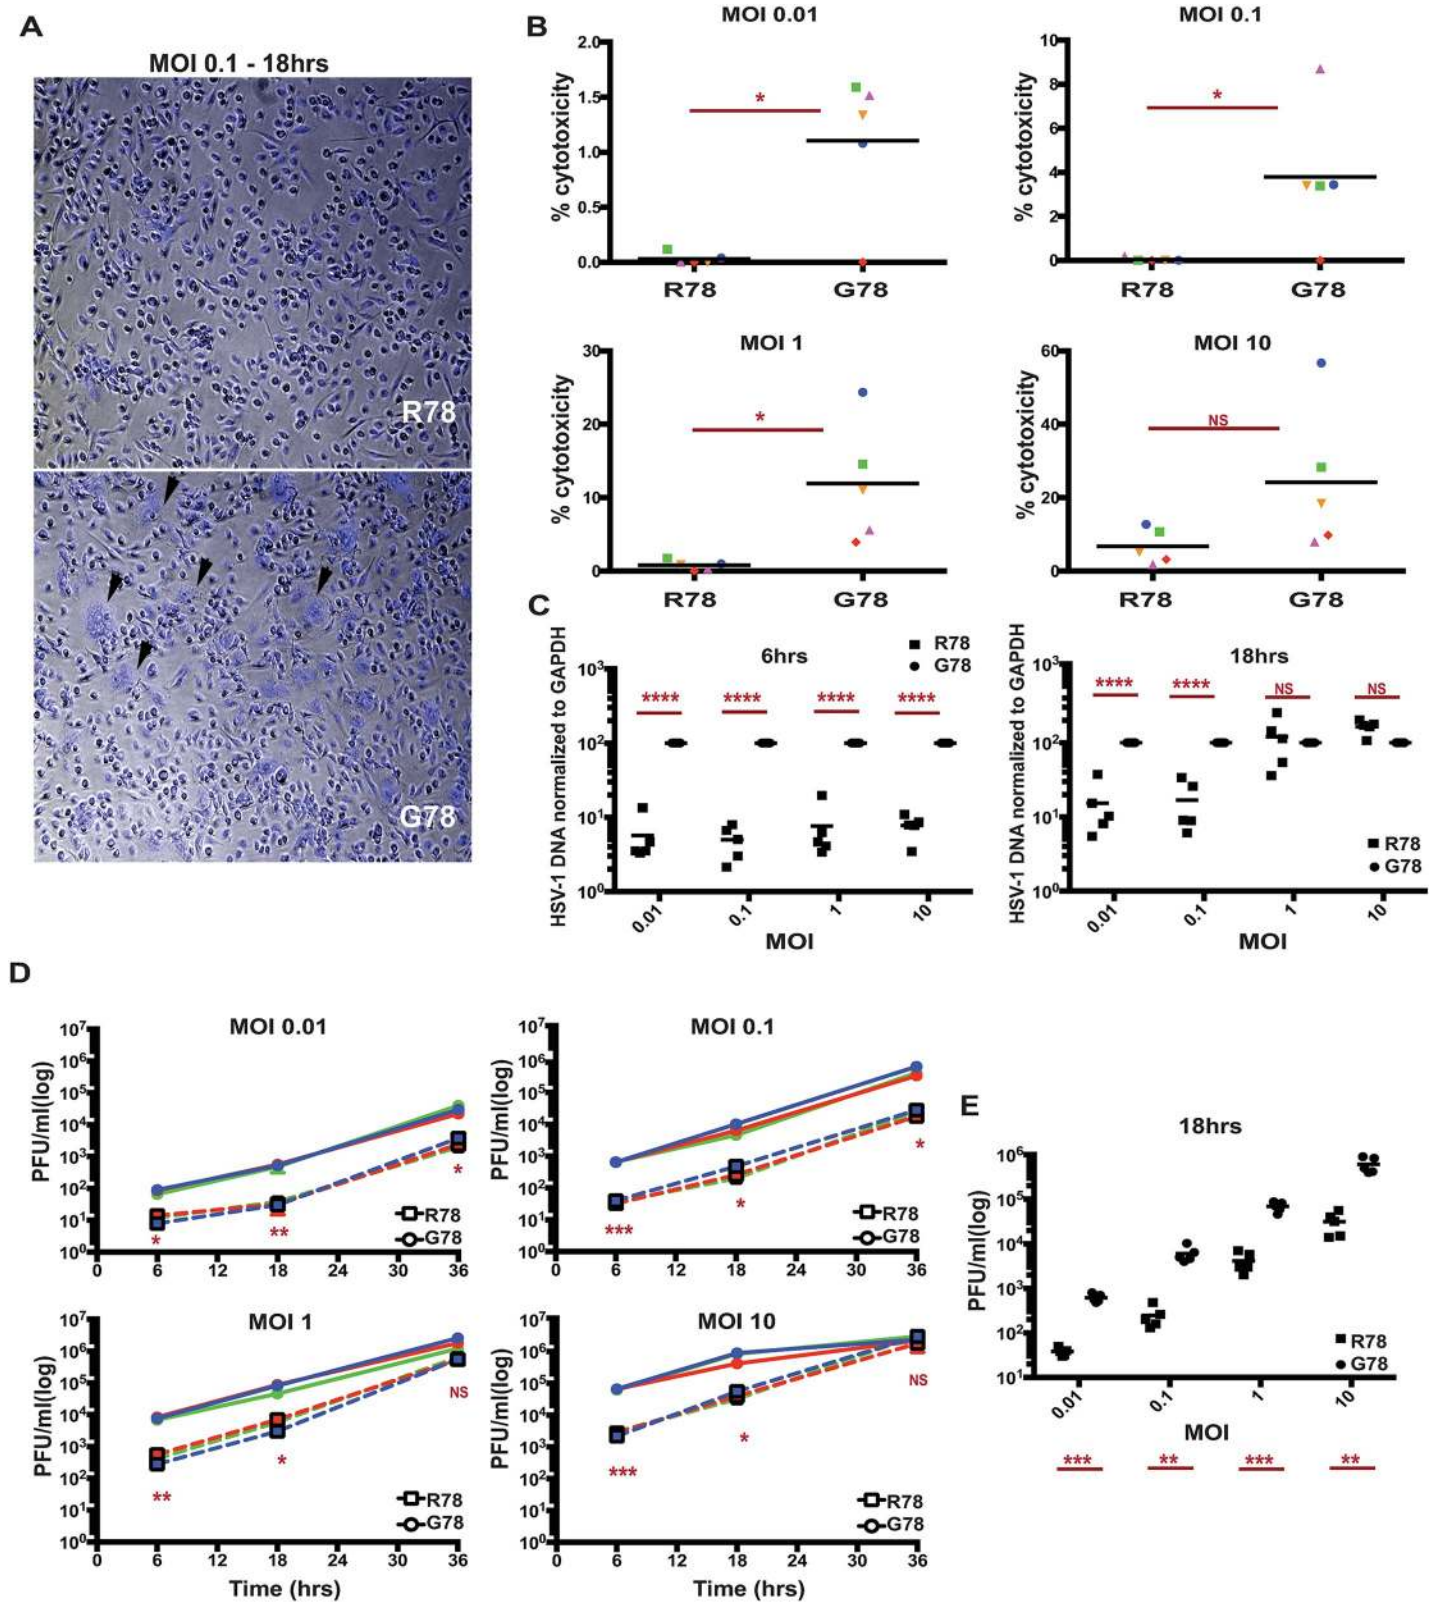 A
MOI 0.1 - 18hrs
R78
G78
B
MOI 0.01
% cytotoxicity
2.0
1.5
1.0
0.5
0.0
*
R78
G78
MOI 0.1
% cytotoxicity
10
8
6
4
2
0
*
R78
G78
MOI 1
% cytotoxicity
30
20
10
0
*
R78
G78
MOI 10
% cytotoxicity
60
40
20
0
NS
R78
G78
C
6hrs
HSV-1 DNA normalized to GAPDH
R78
G78
10³
10²
10¹
10⁰
**** **** **** ****
0.01 0.1 1 10
MOI
18hrs
HSV-1 DNA normalized to GAPDH
10³
10²
10¹
10⁰
**** **** NS NS
R78
G78
0.01 0.1 1 10
MOI
D
MOI 0.01
PFU/ml(log)
10⁷
10⁶
10⁵
10⁴
10³
10²
10¹
10⁰
* ** *
R78
G78
0 6 12 18 24 30 36
MOI 0.1
PFU/ml(log)
10⁷
10⁶
10⁵
10⁴
10³
10²
10¹
10⁰
*** * *
R78
G78
0 6 12 18 24 30 36
MOI 1
PFU/ml(log)
10⁷
10⁶
10⁵
10⁴
10³
10²
10¹
10⁰
** * NS
R78
G78
0 6 12 18 24 30 36
Time (hrs)
MOI 10
PFU/ml(log)
10⁷
10⁶
10⁵
10⁴
10³
10²
10¹
10⁰
*** * NS
R78
G78
0 6 12 18 24 30 36
Time (hrs)
E
18hrs
PFU/ml(log)
10⁶
10⁵
10⁴
10³
10²
10¹
R78
G78
0.01 0.1 1 10
MOI
*** ** *** **